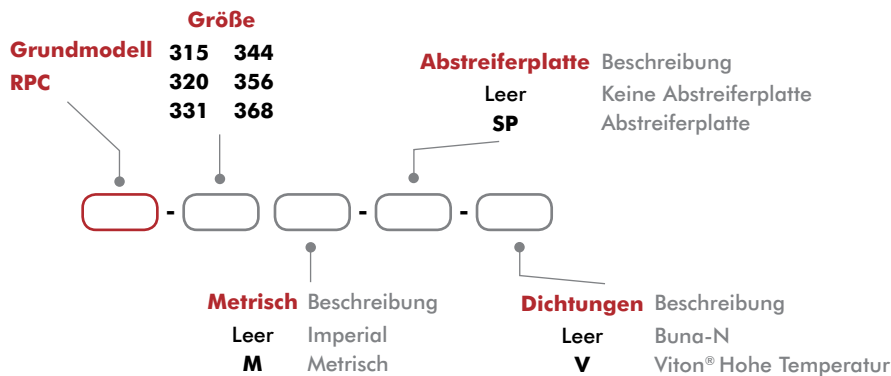 Größe
Grundmodell 315 344
RPC 320 356
331 368
Abstreiferplatte Beschreibung
Leer Keine Abstreiferplatte
SP Abstreiferplatte
- - -
Metrisch Beschreibung
Leer Imperial
M Metrisch
Dichtungen Beschreibung
Leer Buna-N
V Viton® Hohe Temperatur